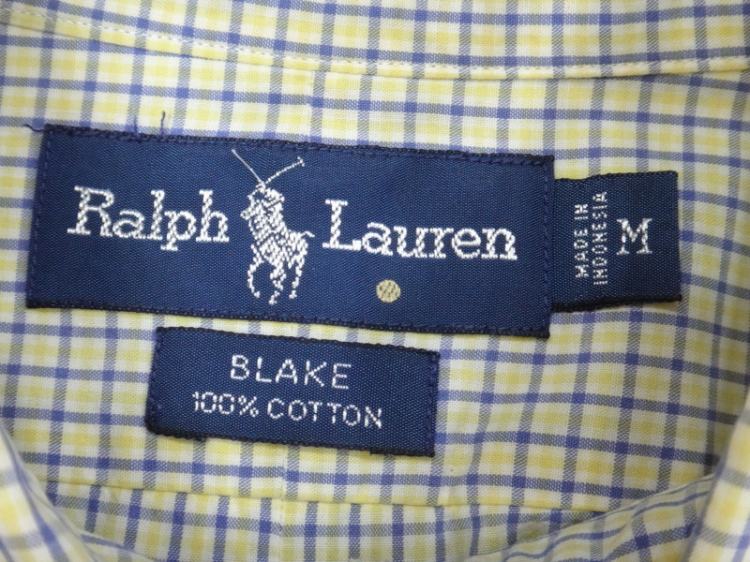 Ralph Lauren
MADE IN
INDONESIA
M
BLAKE
100% COTTON